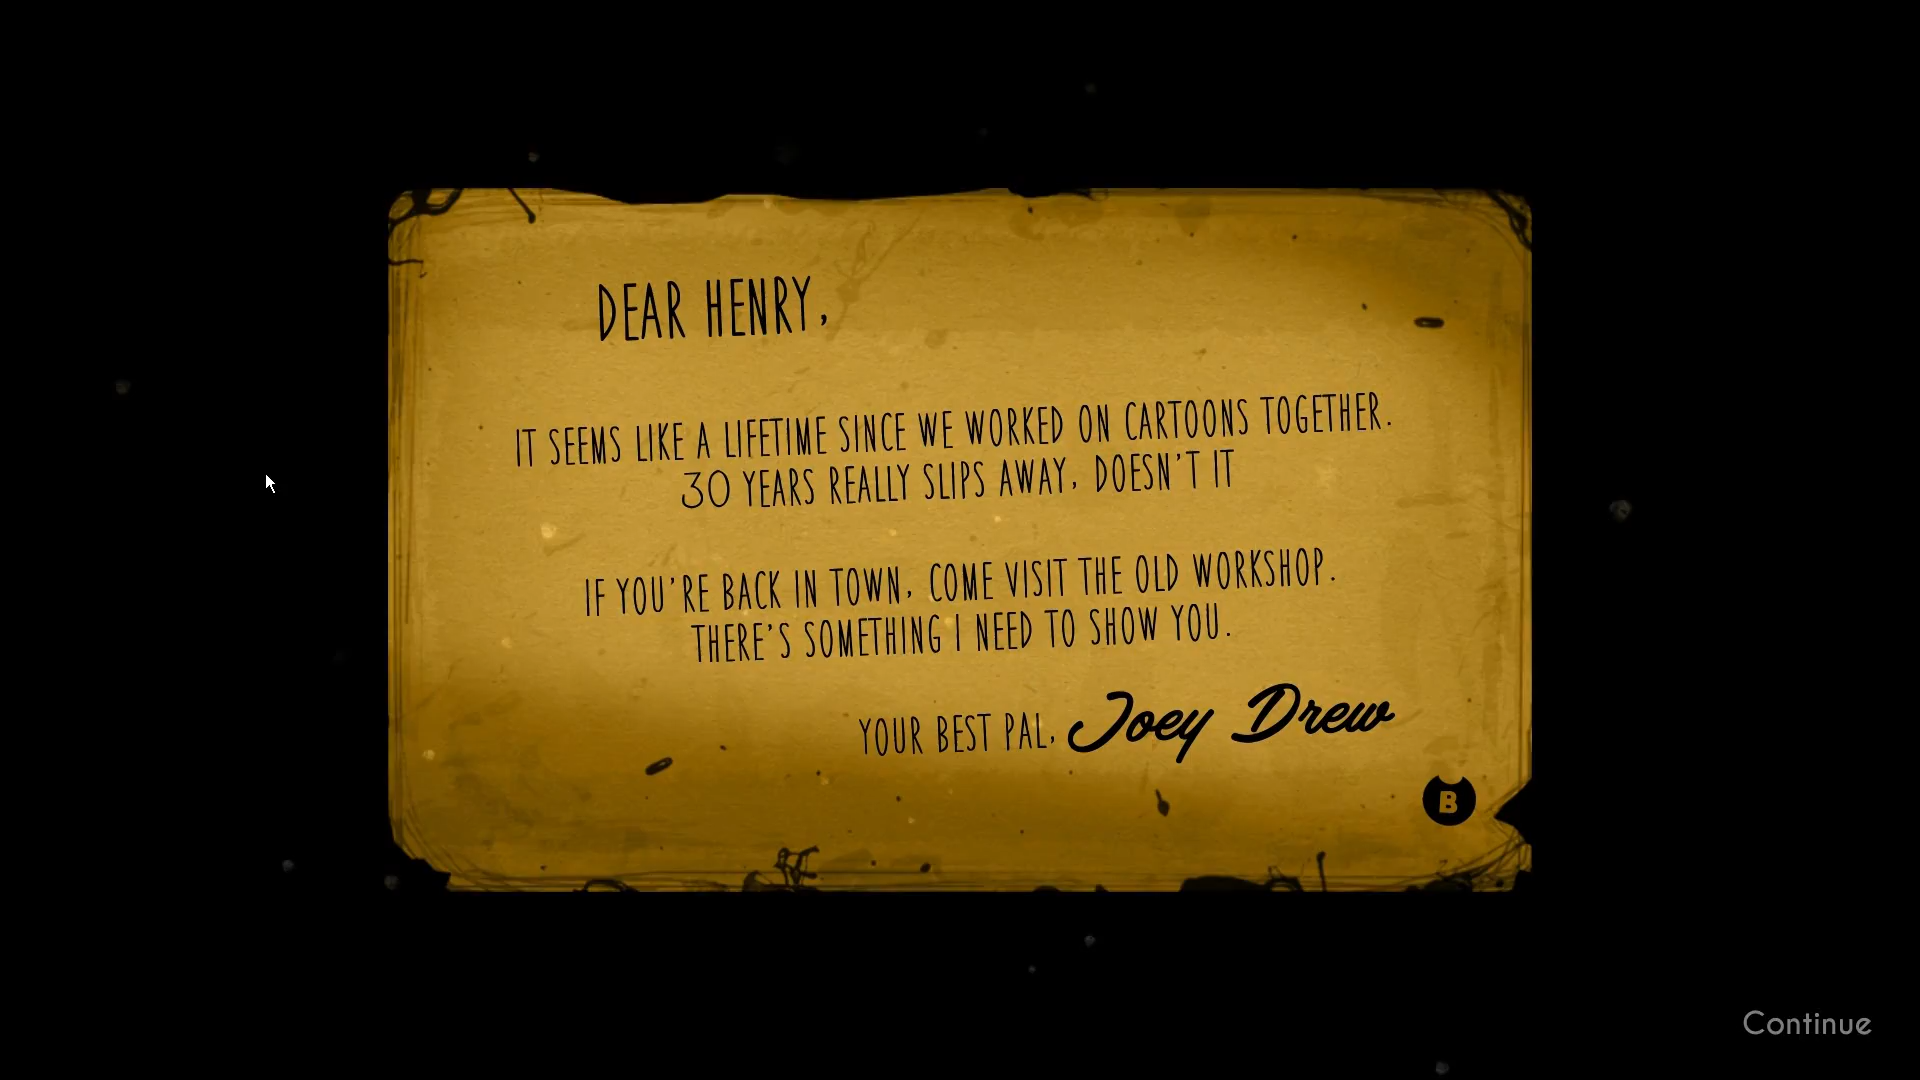 DEAR HENRY,
IT SEEMS LIKE A LIFETIME SINCE WE WORKED ON CARTOONS TOGETHER.
30 YEARS REALLY SLIPS AWAY, DOESN'T IT
IF YOU'RE BACK IN TOWN, COME VISIT THE OLD WORKSHOP.
THERE'S SOMETHING I NEED TO SHOW YOU.
YOUR BEST PAL, Joey Drew
B
Continue